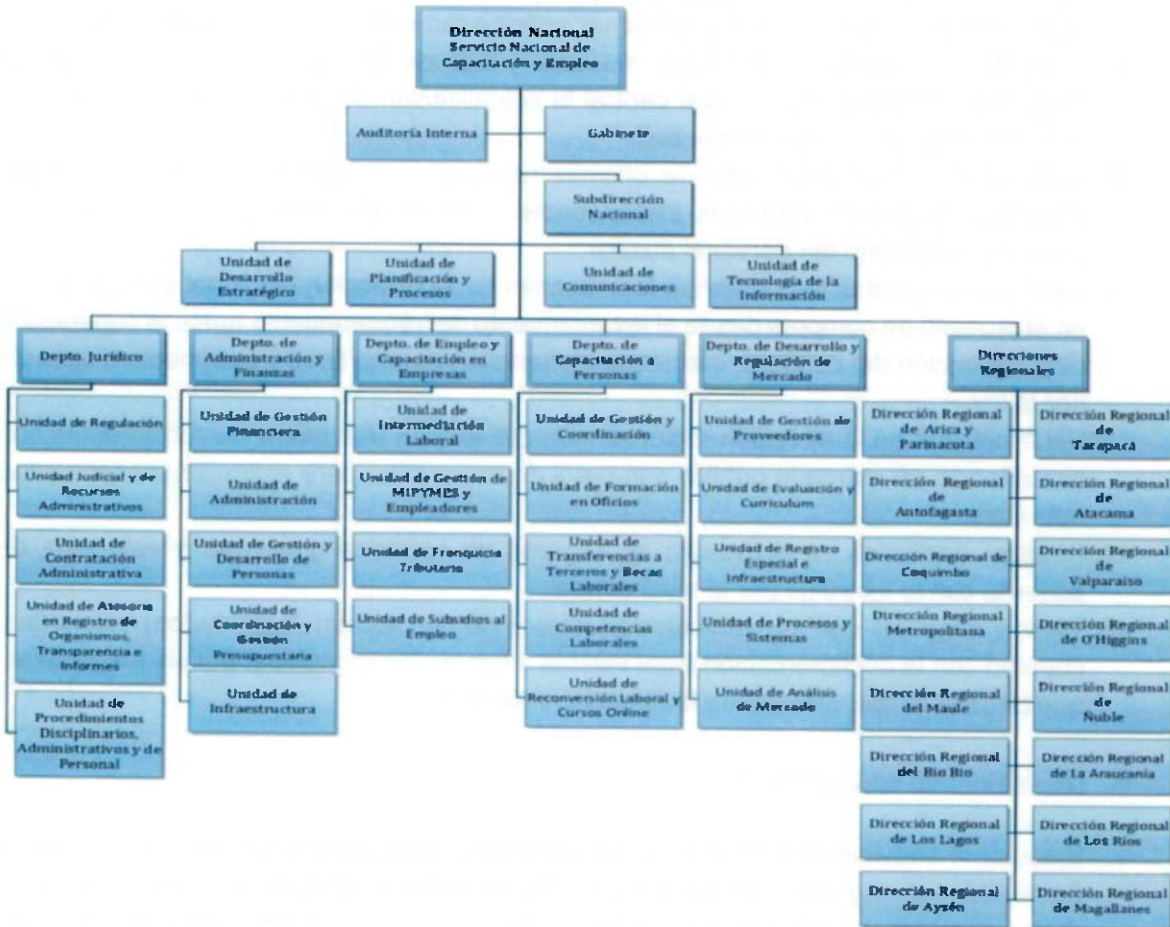 Dirección Nacional
Servicio Nacional de
Capacitación y Empleo
Auditoría Interna
Gabinete
Subdirección
Nacional
Unidad de
Desarrollo
Estratégico
Unidad de
Planificación y
Procesos
Unidad de
Comunicaciones
Unidad de
Tecnología de la
Información
Depto. Jurídico
Unidad de Regulación
Unidad Judicial y de
Recursos
Administrativos
Unidad de
Contratación
Administrativa
Unidad de Asesoría
en Registro de
Organismos,
Transparencia e
Informes
Unidad de
Procedimientos
Disciplinarios,
Administrativos y de
Personal
Depto. de
Administración y
Finanzas
Unidad de Gestión
Financiera
Unidad de
Administración
Unidad de Gestión y
Desarrollo de
Personas
Unidad de
Coordinación y
Gestión
Presupuestaria
Unidad de
Infraestructura
Depto. de Empleo y
Capacitación en
Empresas
Unidad de
Intermediación
Laboral
Unidad de Gestión de
MIPYMES y
Empleadores
Unidad de Franquicia
Tributaria
Unidad de Subsidios al
Empleo
Depto. de
Capacitación a
Personas
Unidad de Gestión y
Coordinación
Unidad de Formación
en Oficios
Unidad de
Transferencias a
Terceros y Becas
Laborales
Unidad de
Competencias
Laborales
Unidad de
Reconversión Laboral y
Cursos Online
Depto. de Desarrollo y
Regulación de
Mercado
Unidad de Gestión de
Proveedores
Unidad de Evaluación y
Curriculum
Unidad de Registro
Especial e
Infraestructura
Unidad de Procesos y
Sistemas
Unidad de Análisis
de Mercado
Direcciones
Regionales
Dirección Regional
de Arica y
Parinacota
Dirección Regional
de
Tarapacá
Dirección Regional
de
Antofagasta
Dirección Regional
de
Atacama
Dirección Regional de
Coquimbo
Dirección Regional
de
Valparaíso
Dirección Regional
Metropolitana
Dirección Regional
de O'Higgins
Dirección Regional
del Maule
Dirección Regional
de
Ñuble
Dirección Regional
del Bio Bio
Dirección Regional
de La Araucanía
Dirección Regional
de Los Lagos
Dirección Regional
de Los Ríos
Dirección Regional
de Aysén
Dirección Regional
de Magallanes